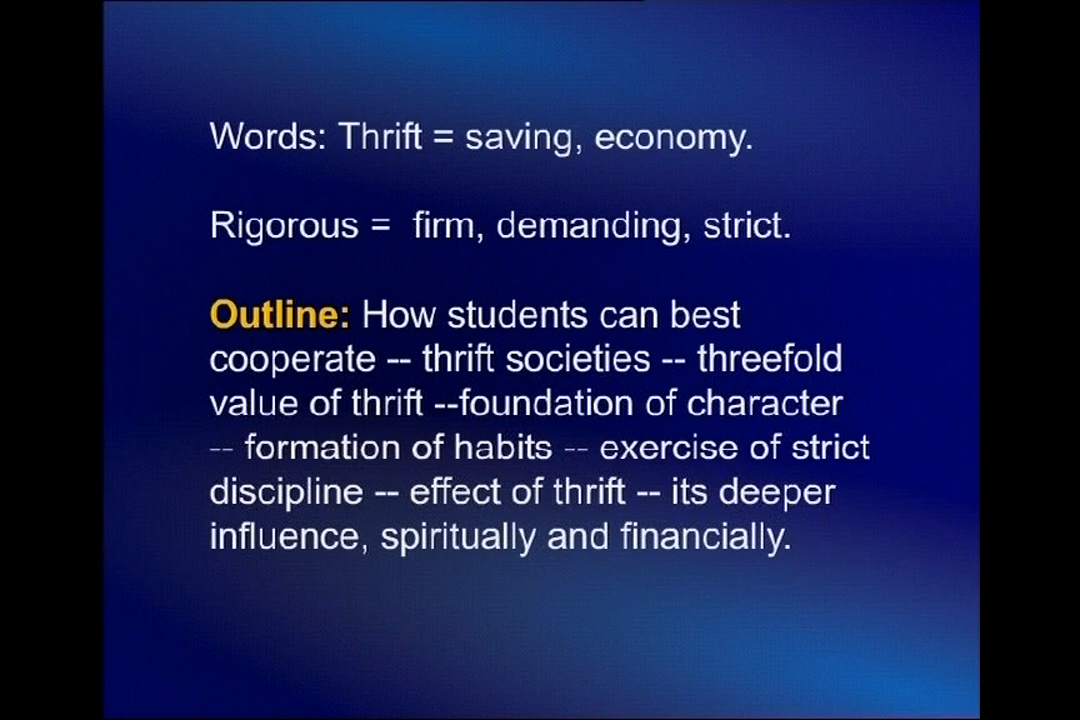 Words: Thrift = saving, economy.
Rigorous =  firm, demanding, strict.
Outline: How students can best
cooperate -- thrift societies -- threefold
value of thrift --foundation of character
-- formation of habits -- exercise of strict
discipline -- effect of thrift -- its deeper
influence, spiritually and financially.